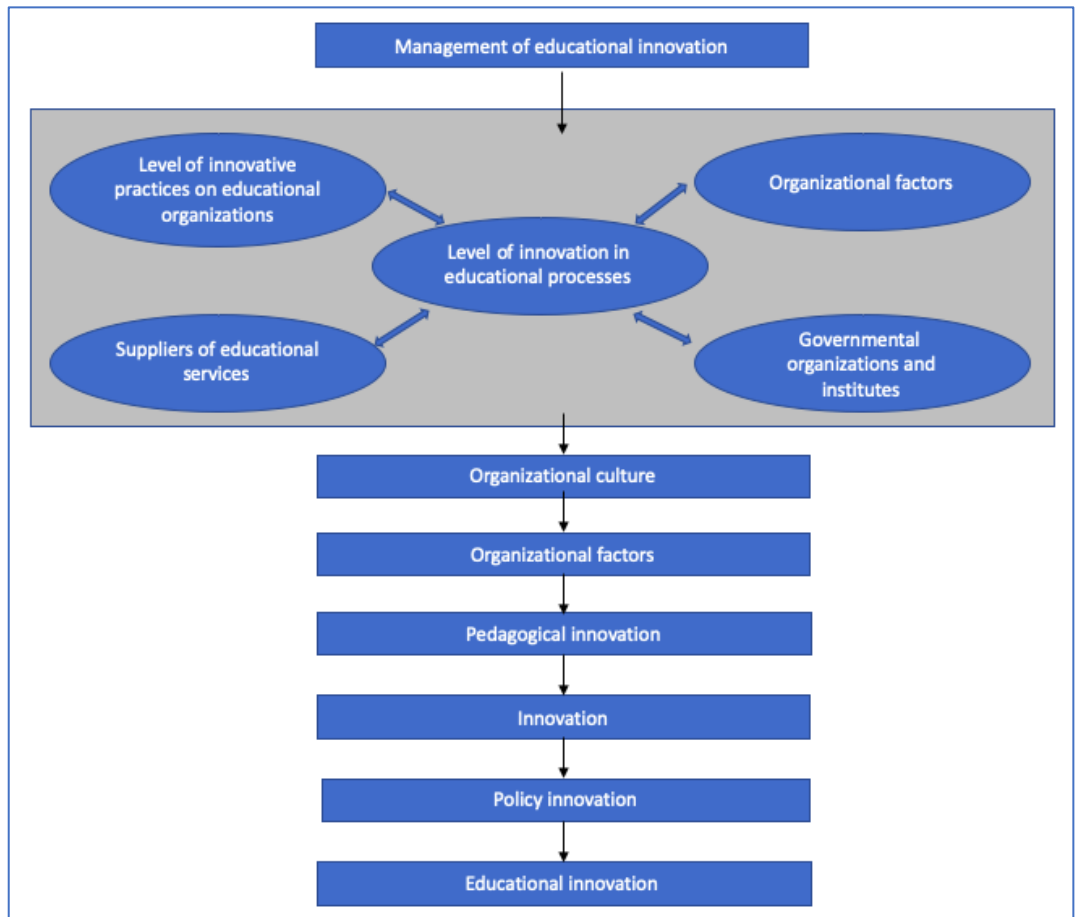 Management of educational innovation
Level of innovative
practices on educational
organizations
Organizational factors
Level of innovation in
educational processes
Suppliers of educational
services
Governmental
organizations and
institutes
Organizational culture
Organizational factors
Pedagogical innovation
Innovation
Policy innovation
Educational innovation